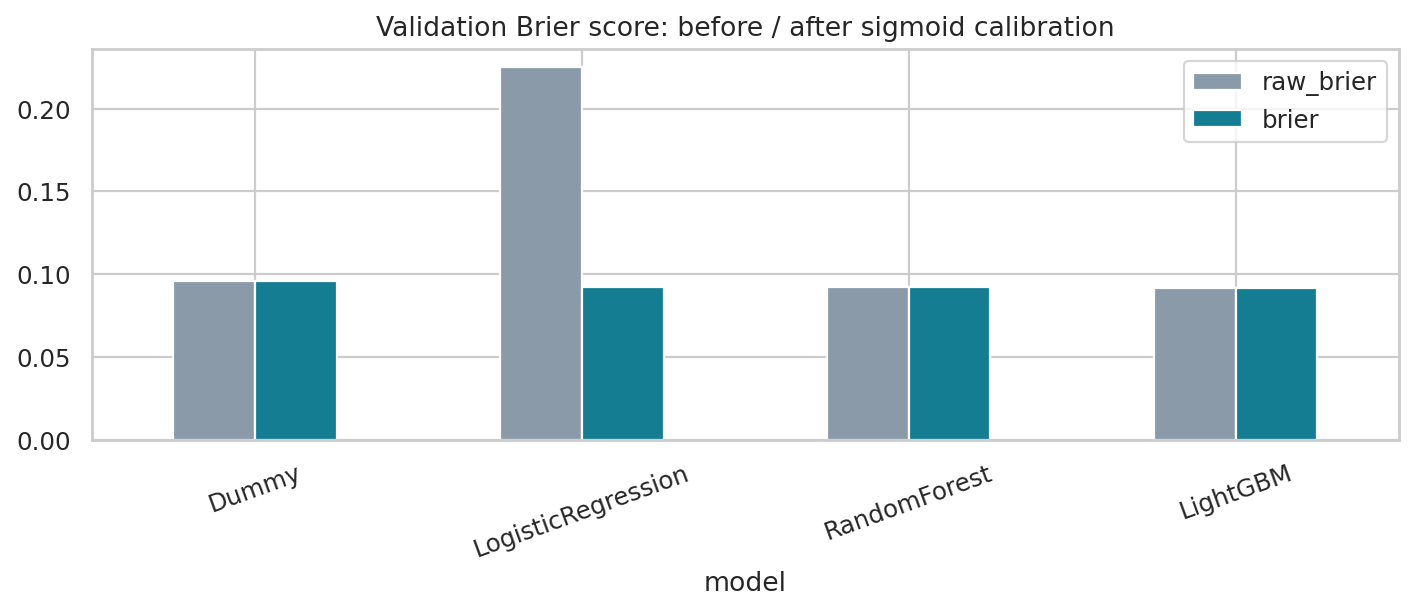 Validation Brier score: before / after sigmoid calibration
raw_brier
brier
0.20
0.15
0.10
0.05
0.00
Dummy
LogisticRegression
RandomForest
LightGBM
model